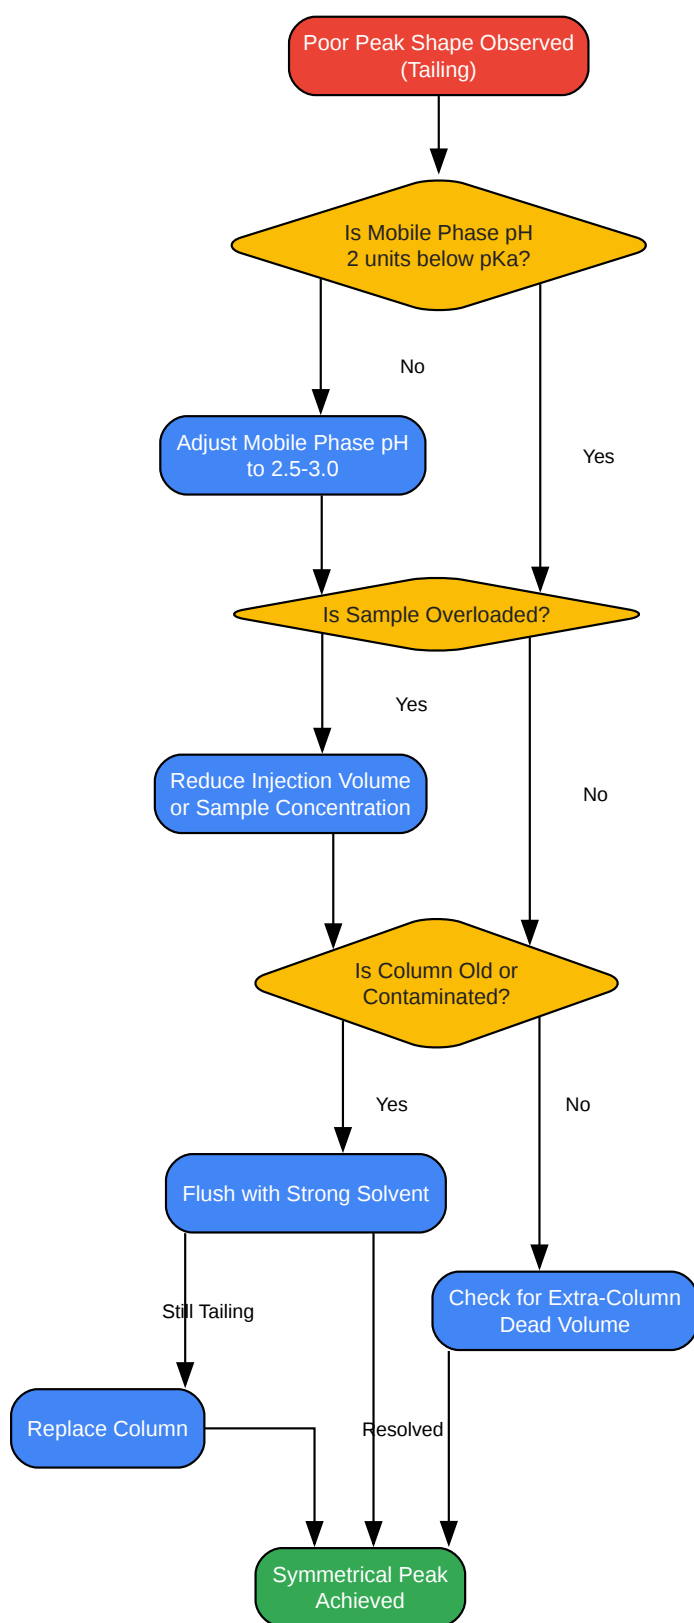 Poor Peak Shape Observed
(Tailing)
Is Mobile Phase pH
2 units below pKa?
No
Adjust Mobile Phase pH
to 2.5-3.0
Yes
Is Sample Overloaded?
Yes
Reduce Injection Volume
or Sample Concentration
No
Is Column Old or
Contaminated?
Yes
No
Flush with Strong Solvent
Still Tailing
Check for Extra-Column
Dead Volume
Replace Column
Resolved
Symmetrical Peak
Achieved